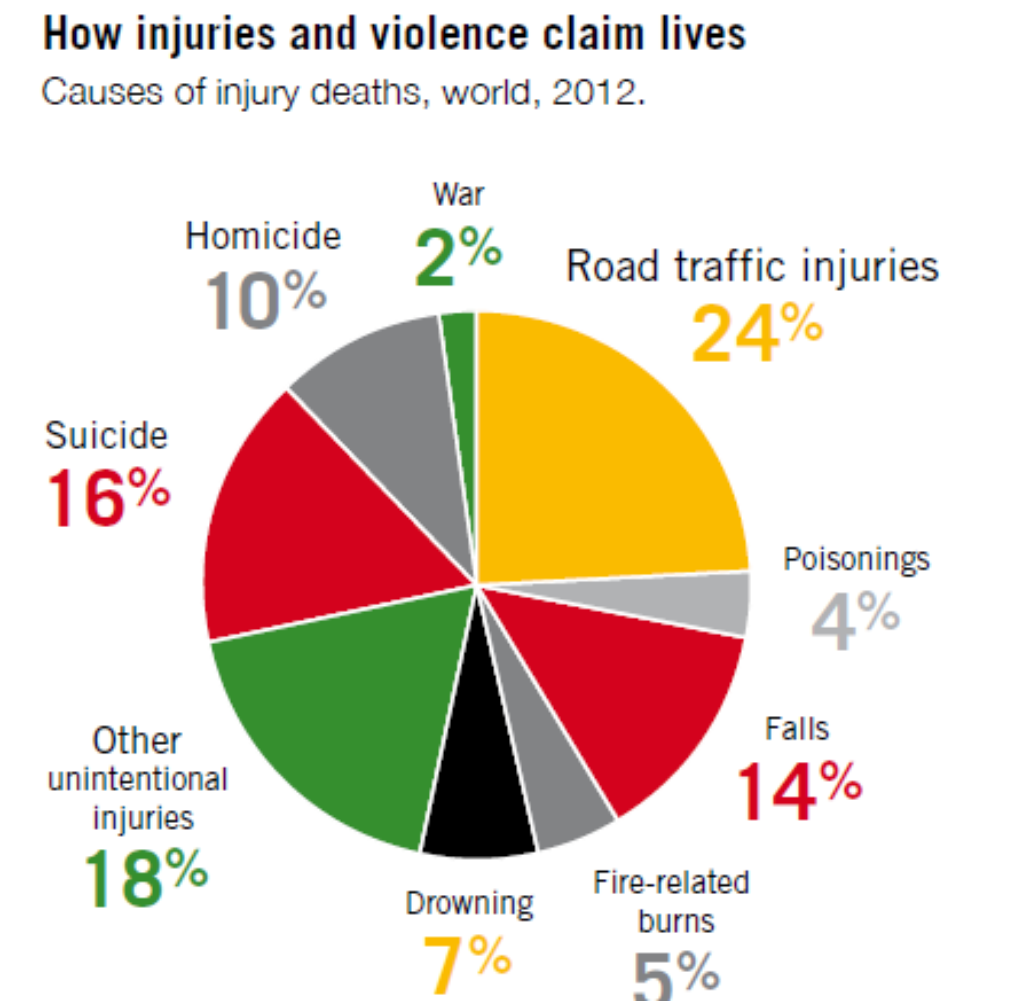 How injuries and violence claim lives
Causes of injury deaths, world, 2012.
War
2%
Homicide
10%
Road traffic injuries
24%
Suicide
16%
Poisonings
4%
Falls
14%
Other
unintentional
injuries
18%
Drowning
7%
Fire-related
burns
5%